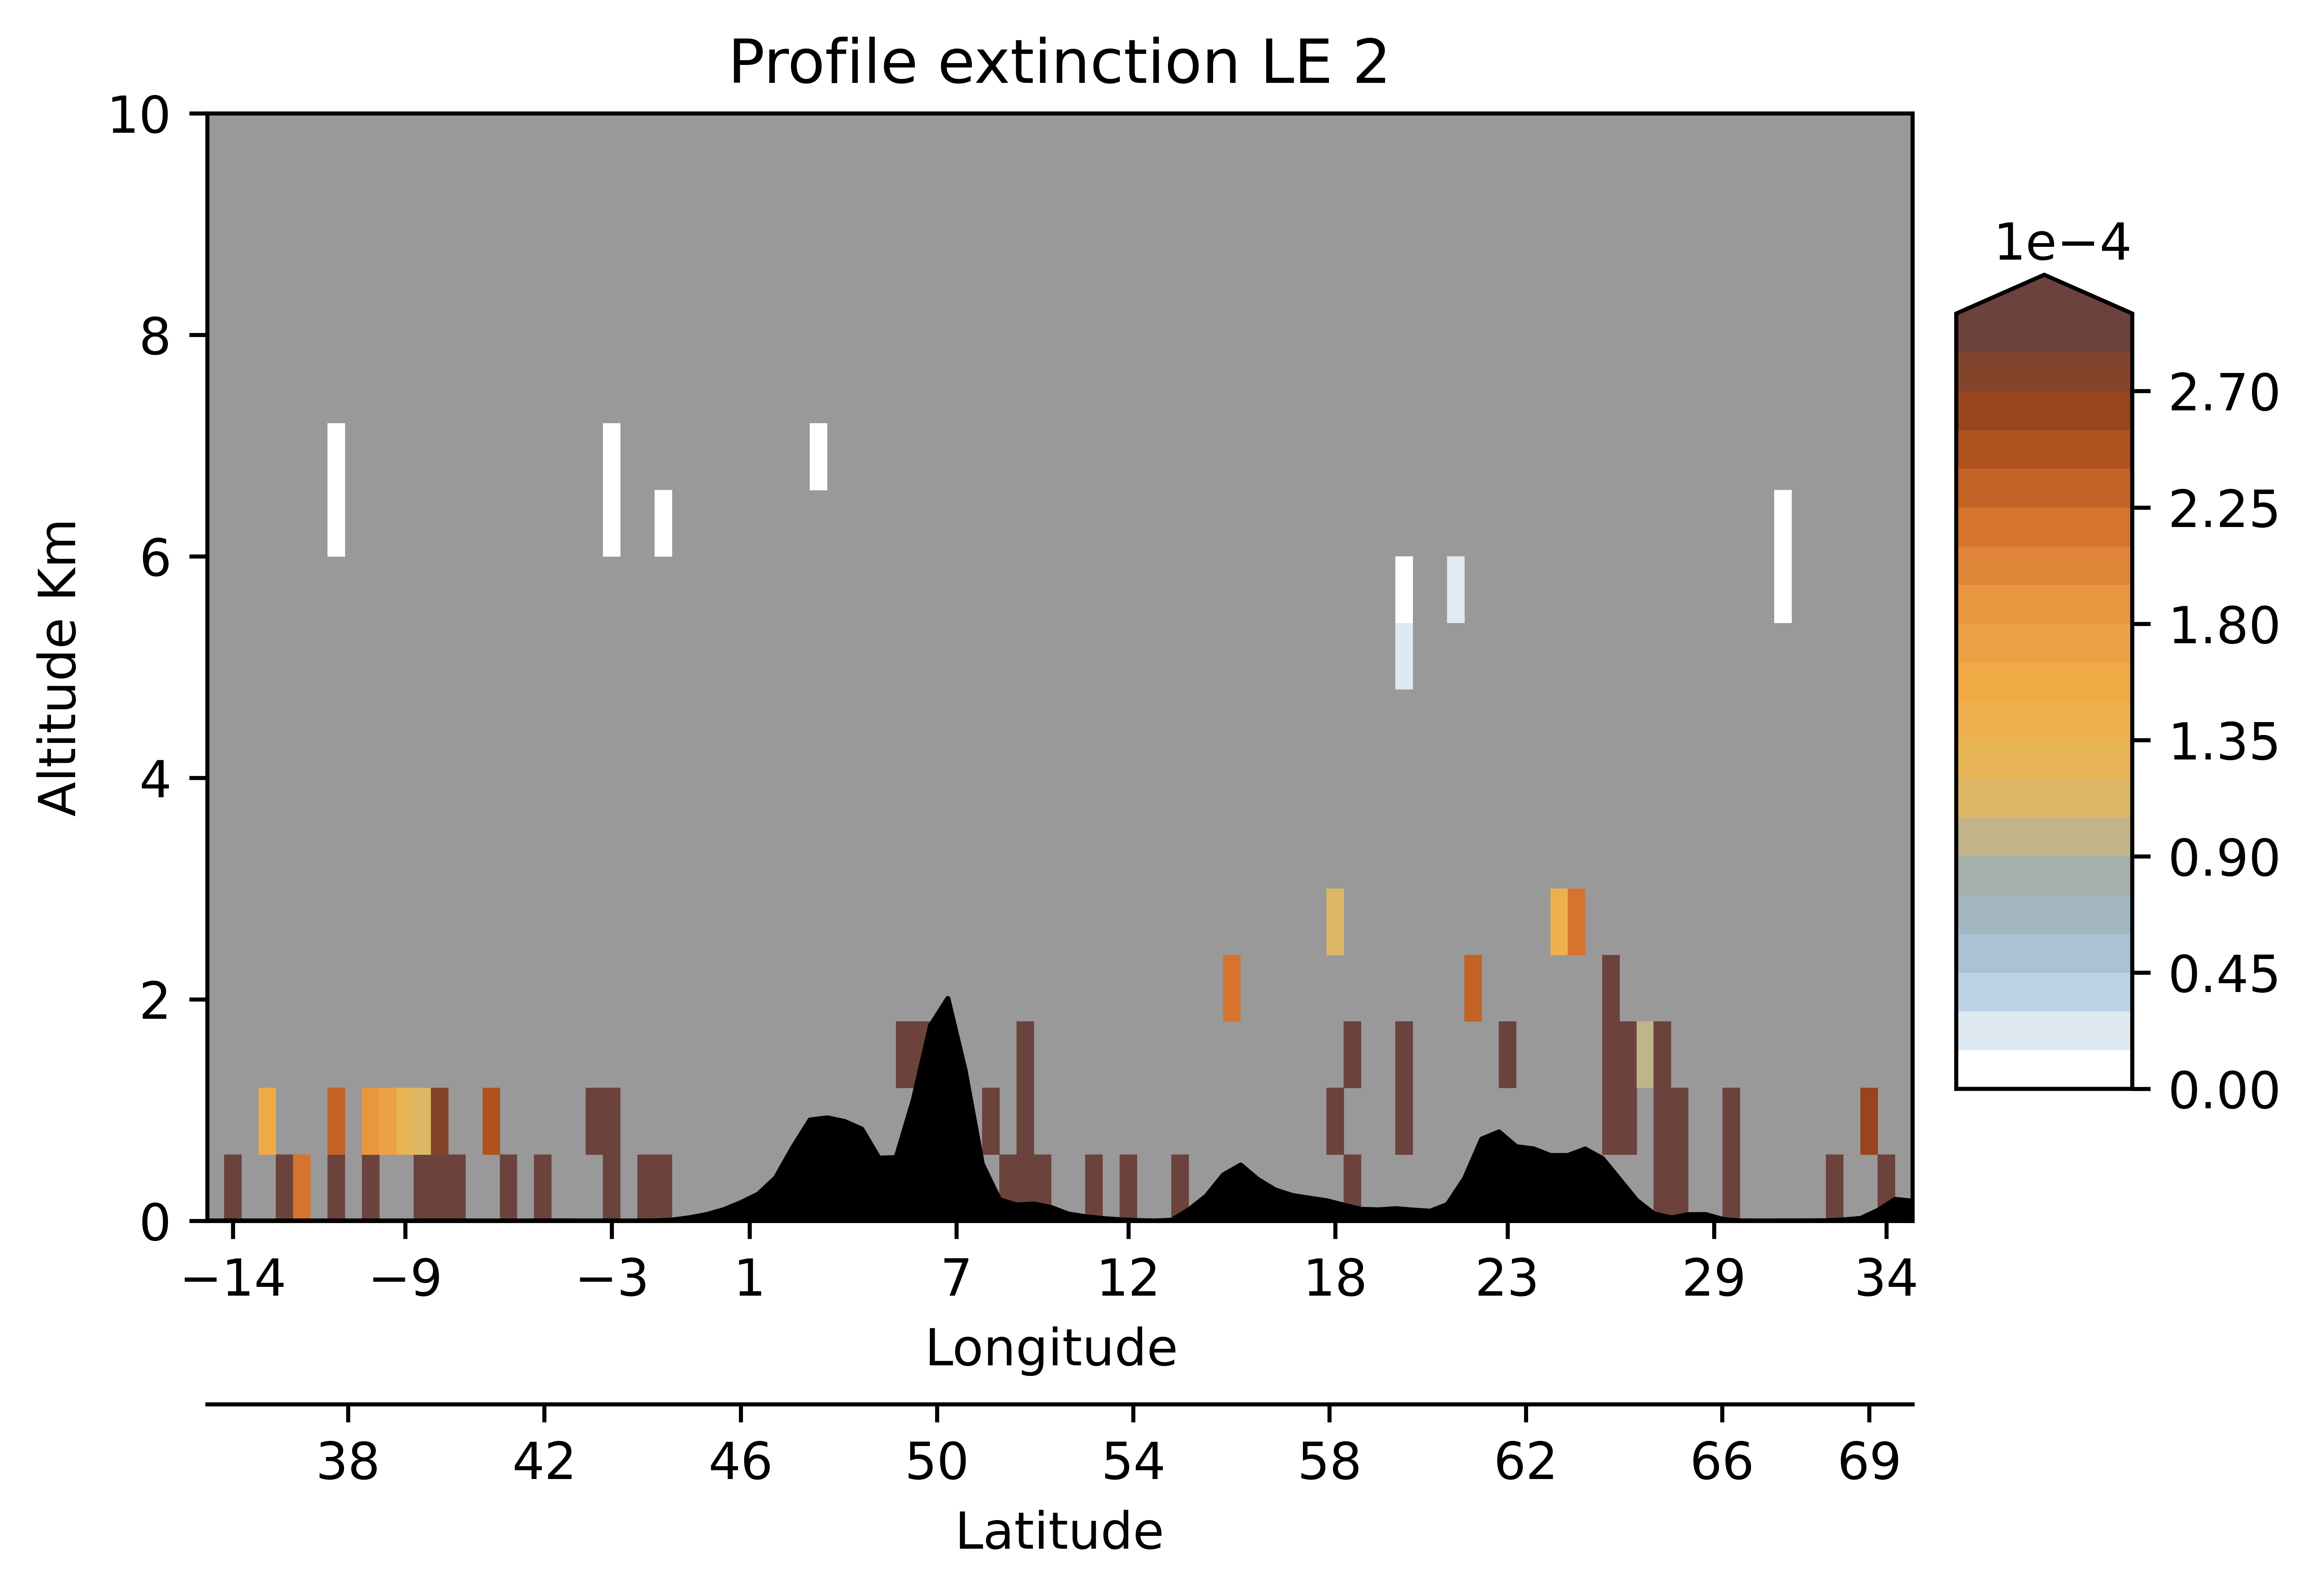 Profile extinction LE 2
1e−4
10
8
6
4
2
0
Altitude Km
2.70
2.25
1.80
1.35
0.90
0.45
0.00
−14 −9 −3 1 7 12 18 23 29 34
Longitude
38 42 46 50 54 58 62 66 69
Latitude